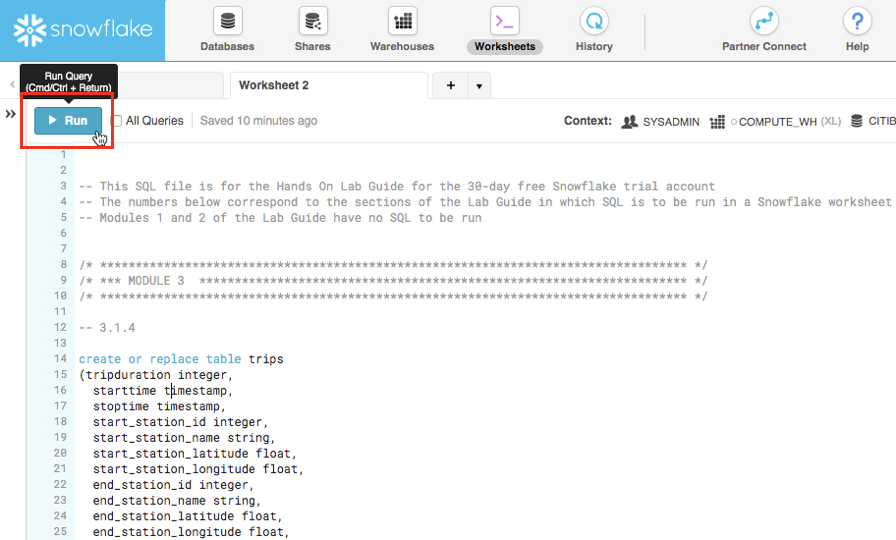 snowflake
Databases
Shares
Warehouses
Worksheets
History
Partner Connect
Help
Run Query
(Cmd/Ctrl + Return)
Worksheet 2
+
Run
All Queries
Saved 10 minutes ago
Context:
SYSADMIN
COMPUTE_WH (XL)
CITIB
1
2
3 -- This SQL file is for the Hands On Lab Guide for the 30-day free Snowflake trial account
4 -- The numbers below correspond to the sections of the Lab Guide in which SQL is to be run in a Snowflake worksheet
5 -- Modules 1 and 2 of the Lab Guide have no SQL to be run
6
7
8 /* ******************************************************************************* */
9 /* *** MODULE 3 ****************************************************************** */
10 /* ******************************************************************************* */
11
12 -- 3.1.4
13
14 create or replace table trips
15 (tripduration integer,
16 starttime timestamp,
17 stoptime timestamp,
18 start_station_id integer,
19 start_station_name string,
20 start_station_latitude float,
21 start_station_longitude float,
22 end_station_id integer,
23 end_station_name string,
24 end_station_latitude float,
25 end_station_longitude float,